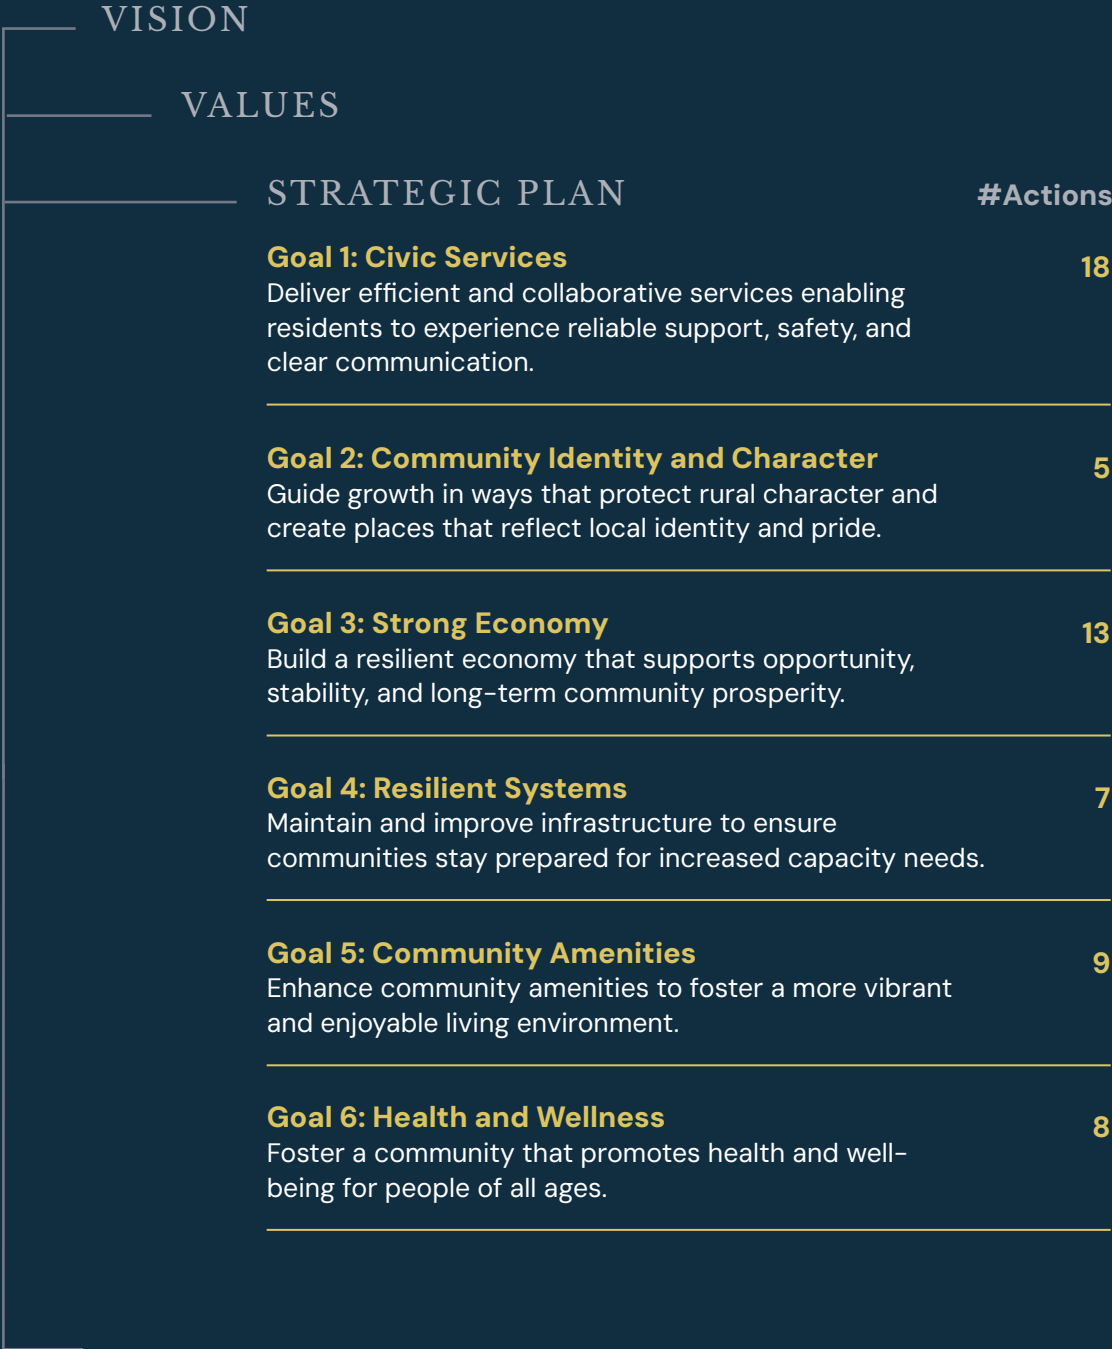 VISION
VALUES
STRATEGIC PLAN #Actions
Goal 1: Civic Services 18
Deliver efficient and collaborative services enabling
residents to experience reliable support, safety, and
clear communication.
Goal 2: Community Identity and Character 5
Guide growth in ways that protect rural character and
create places that reflect local identity and pride.
Goal 3: Strong Economy 13
Build a resilient economy that supports opportunity,
stability, and long-term community prosperity.
Goal 4: Resilient Systems 7
Maintain and improve infrastructure to ensure
communities stay prepared for increased capacity needs.
Goal 5: Community Amenities 9
Enhance community amenities to foster a more vibrant
and enjoyable living environment.
Goal 6: Health and Wellness 8
Foster a community that promotes health and well-
being for people of all ages.